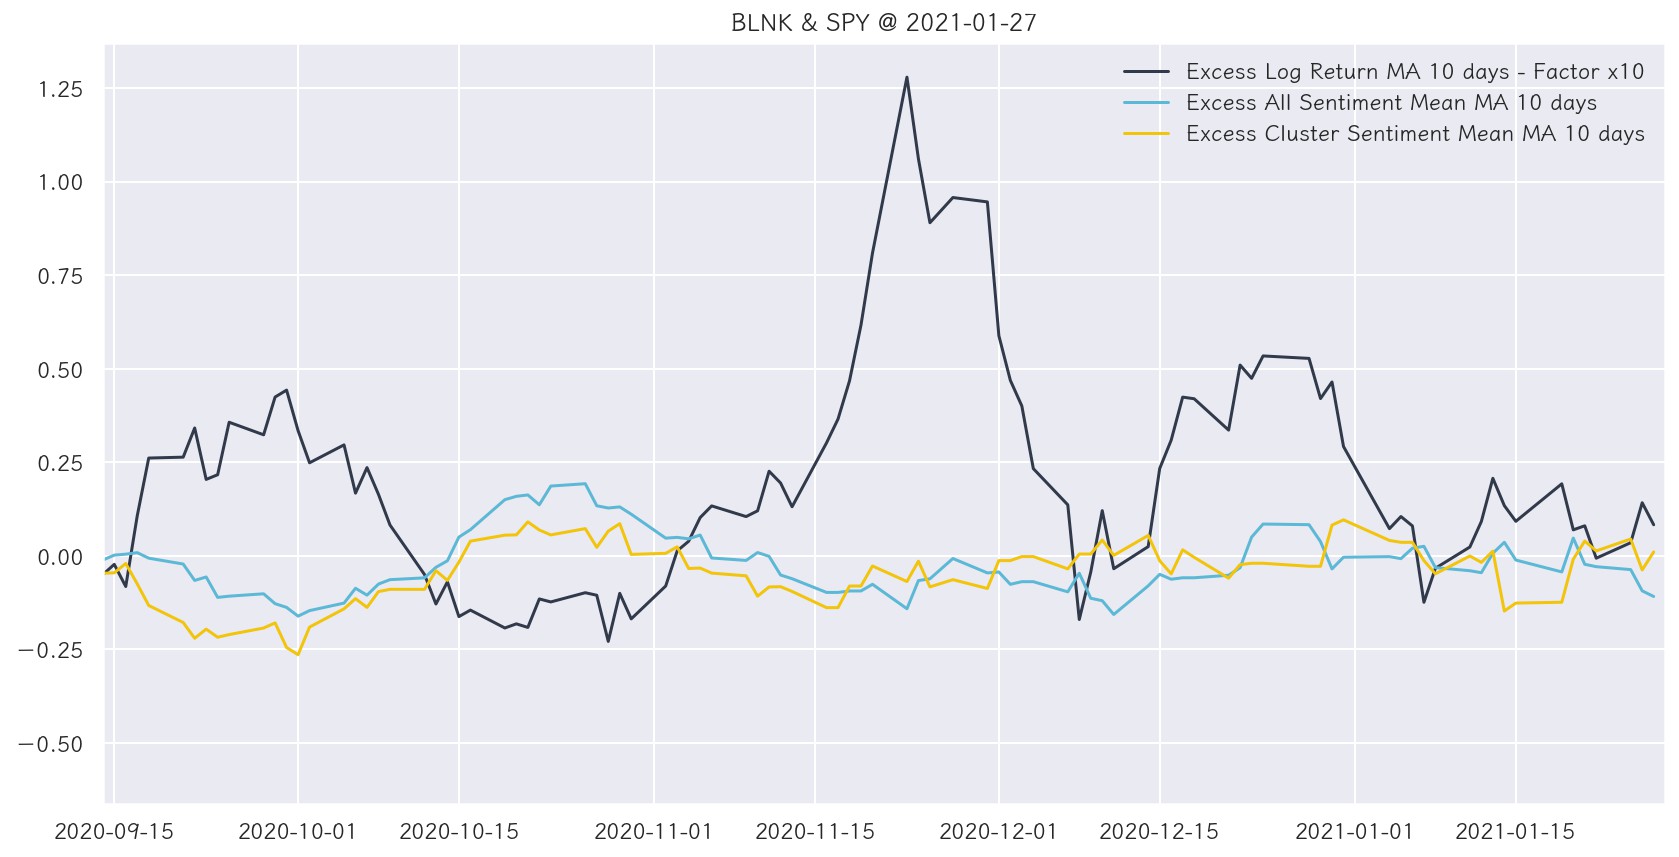 BLNK & SPY @ 2021-01-27
Excess Log Return MA 10 days - Factor x10
Excess All Sentiment Mean MA 10 days
Excess Cluster Sentiment Mean MA 10 days
1.25
1.00
0.75
0.50
0.25
0.00
−0.25
−0.50
2020-09-15 2020-10-01 2020-10-15 2020-11-01 2020-11-15 2020-12-01 2020-12-15 2021-01-01 2021-01-15